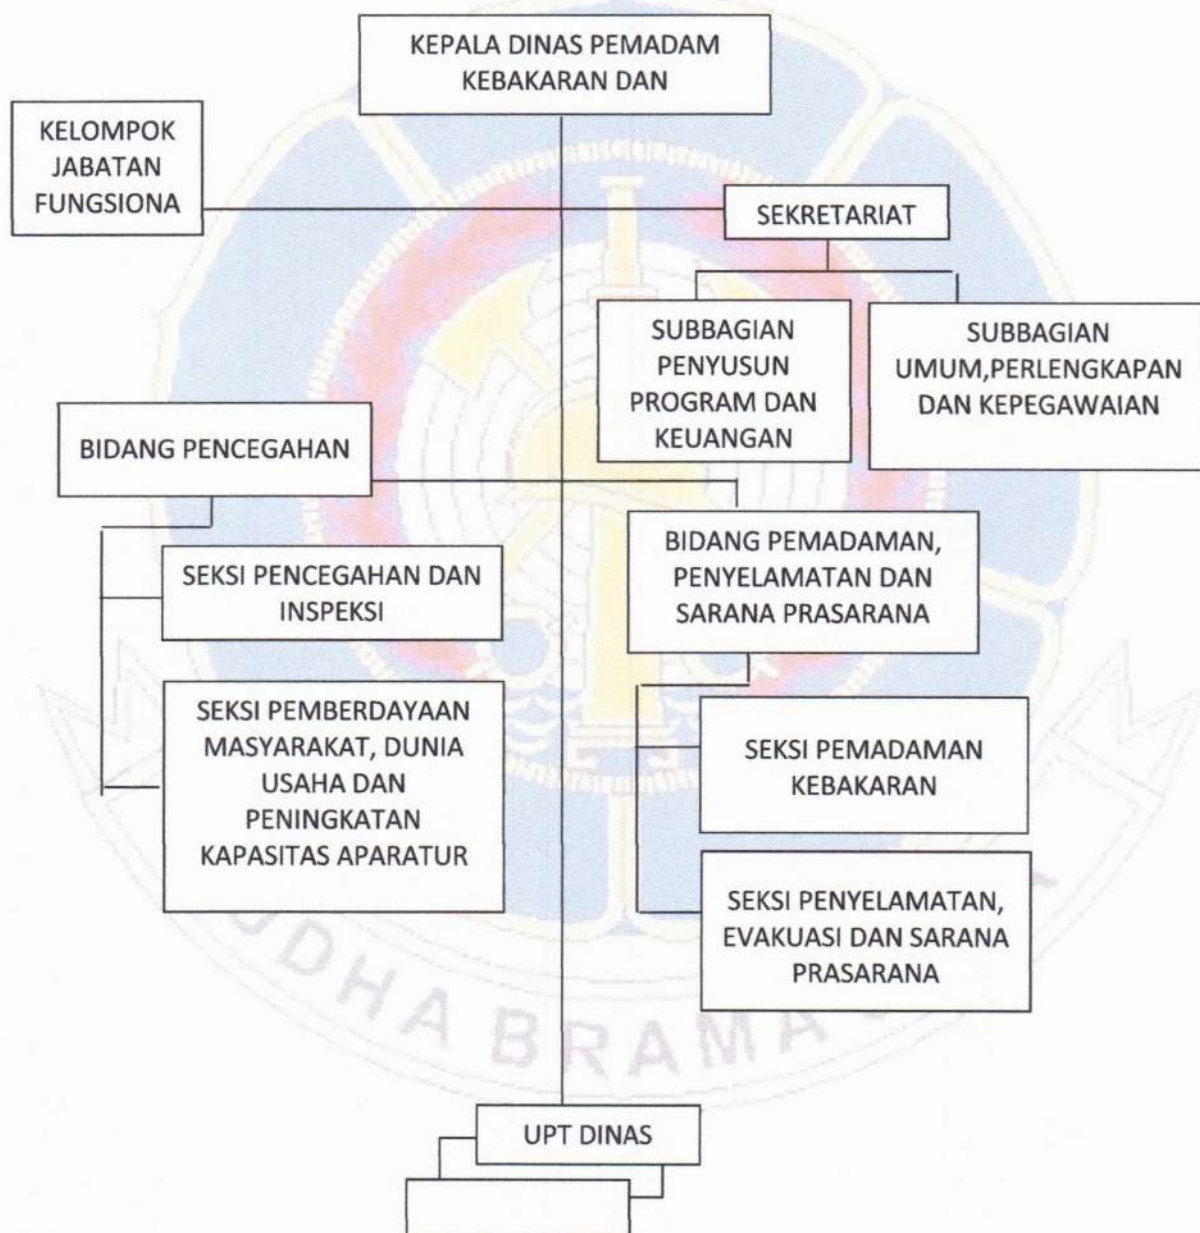 KEPALA DINAS PEMADAM
KEBAKARAN DAN
KELOMPOK
JABATAN
FUNGSIONA
SEKRETARIAT
SUBBAGIAN
PENYUSUN
PROGRAM DAN
KEUANGAN
SUBBAGIAN
UMUM,PERLENGKAPAN
DAN KEPEGAWAIAN
BIDANG PENCEGAHAN
BIDANG PEMADAMAN,
PENYELAMATAN DAN
SARANA PRASARANA
SEKSI PENCEGAHAN DAN
INSPEKSI
SEKSI PEMBERDAYAAN
MASYARAKAT, DUNIA
USAHA DAN
PENINGKATAN
KAPASITAS APARATUR
SEKSI PEMADAMAN
KEBAKARAN
SEKSI PENYELAMATAN,
EVAKUASI DAN SARANA
PRASARANA
UDHA BRAMA
UPT DINAS